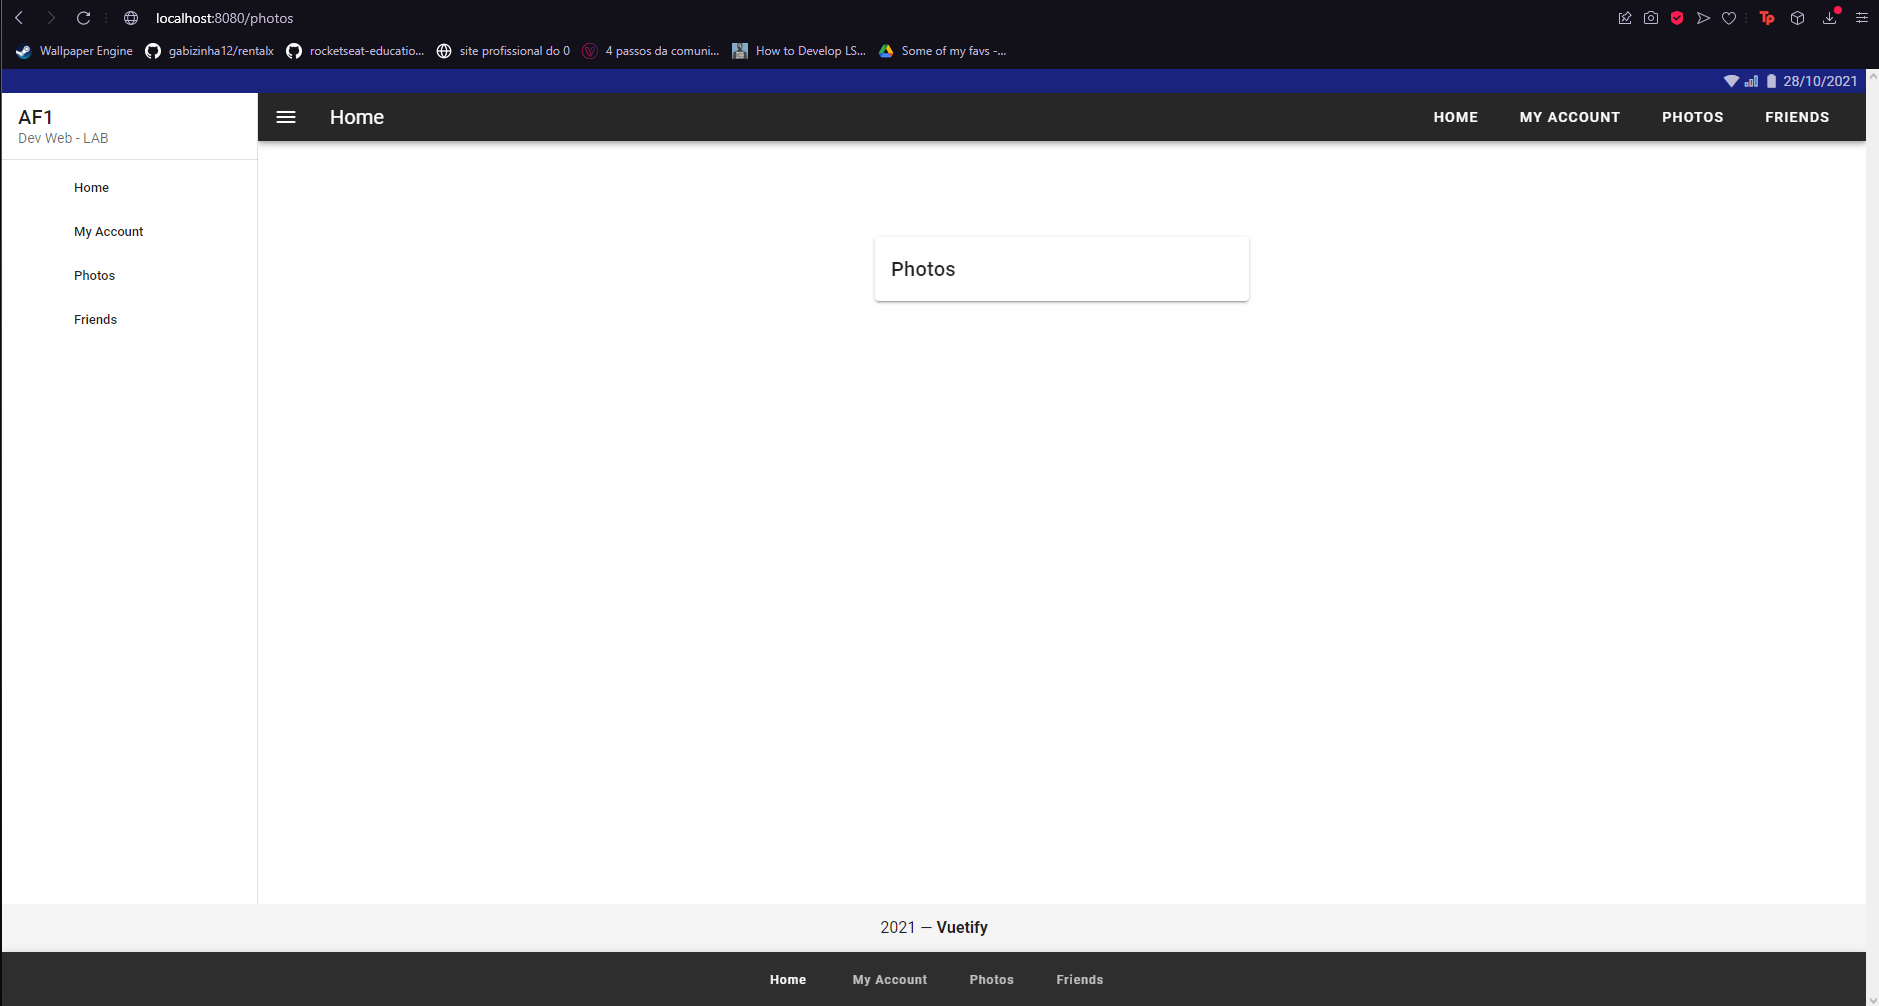 localhost:8080/photos
Wallpaper Engine gabizinha12/rentalx rocketseat-educatio... site profissional do 0 4 passos da comuni... How to Develop LS... Some of my favs -...
28/10/2021
AF1
Dev Web - LAB
Home
My Account
Photos
Friends
Home HOME MY ACCOUNT PHOTOS FRIENDS
Photos
2021 — Vuetify
Home My Account Photos Friends